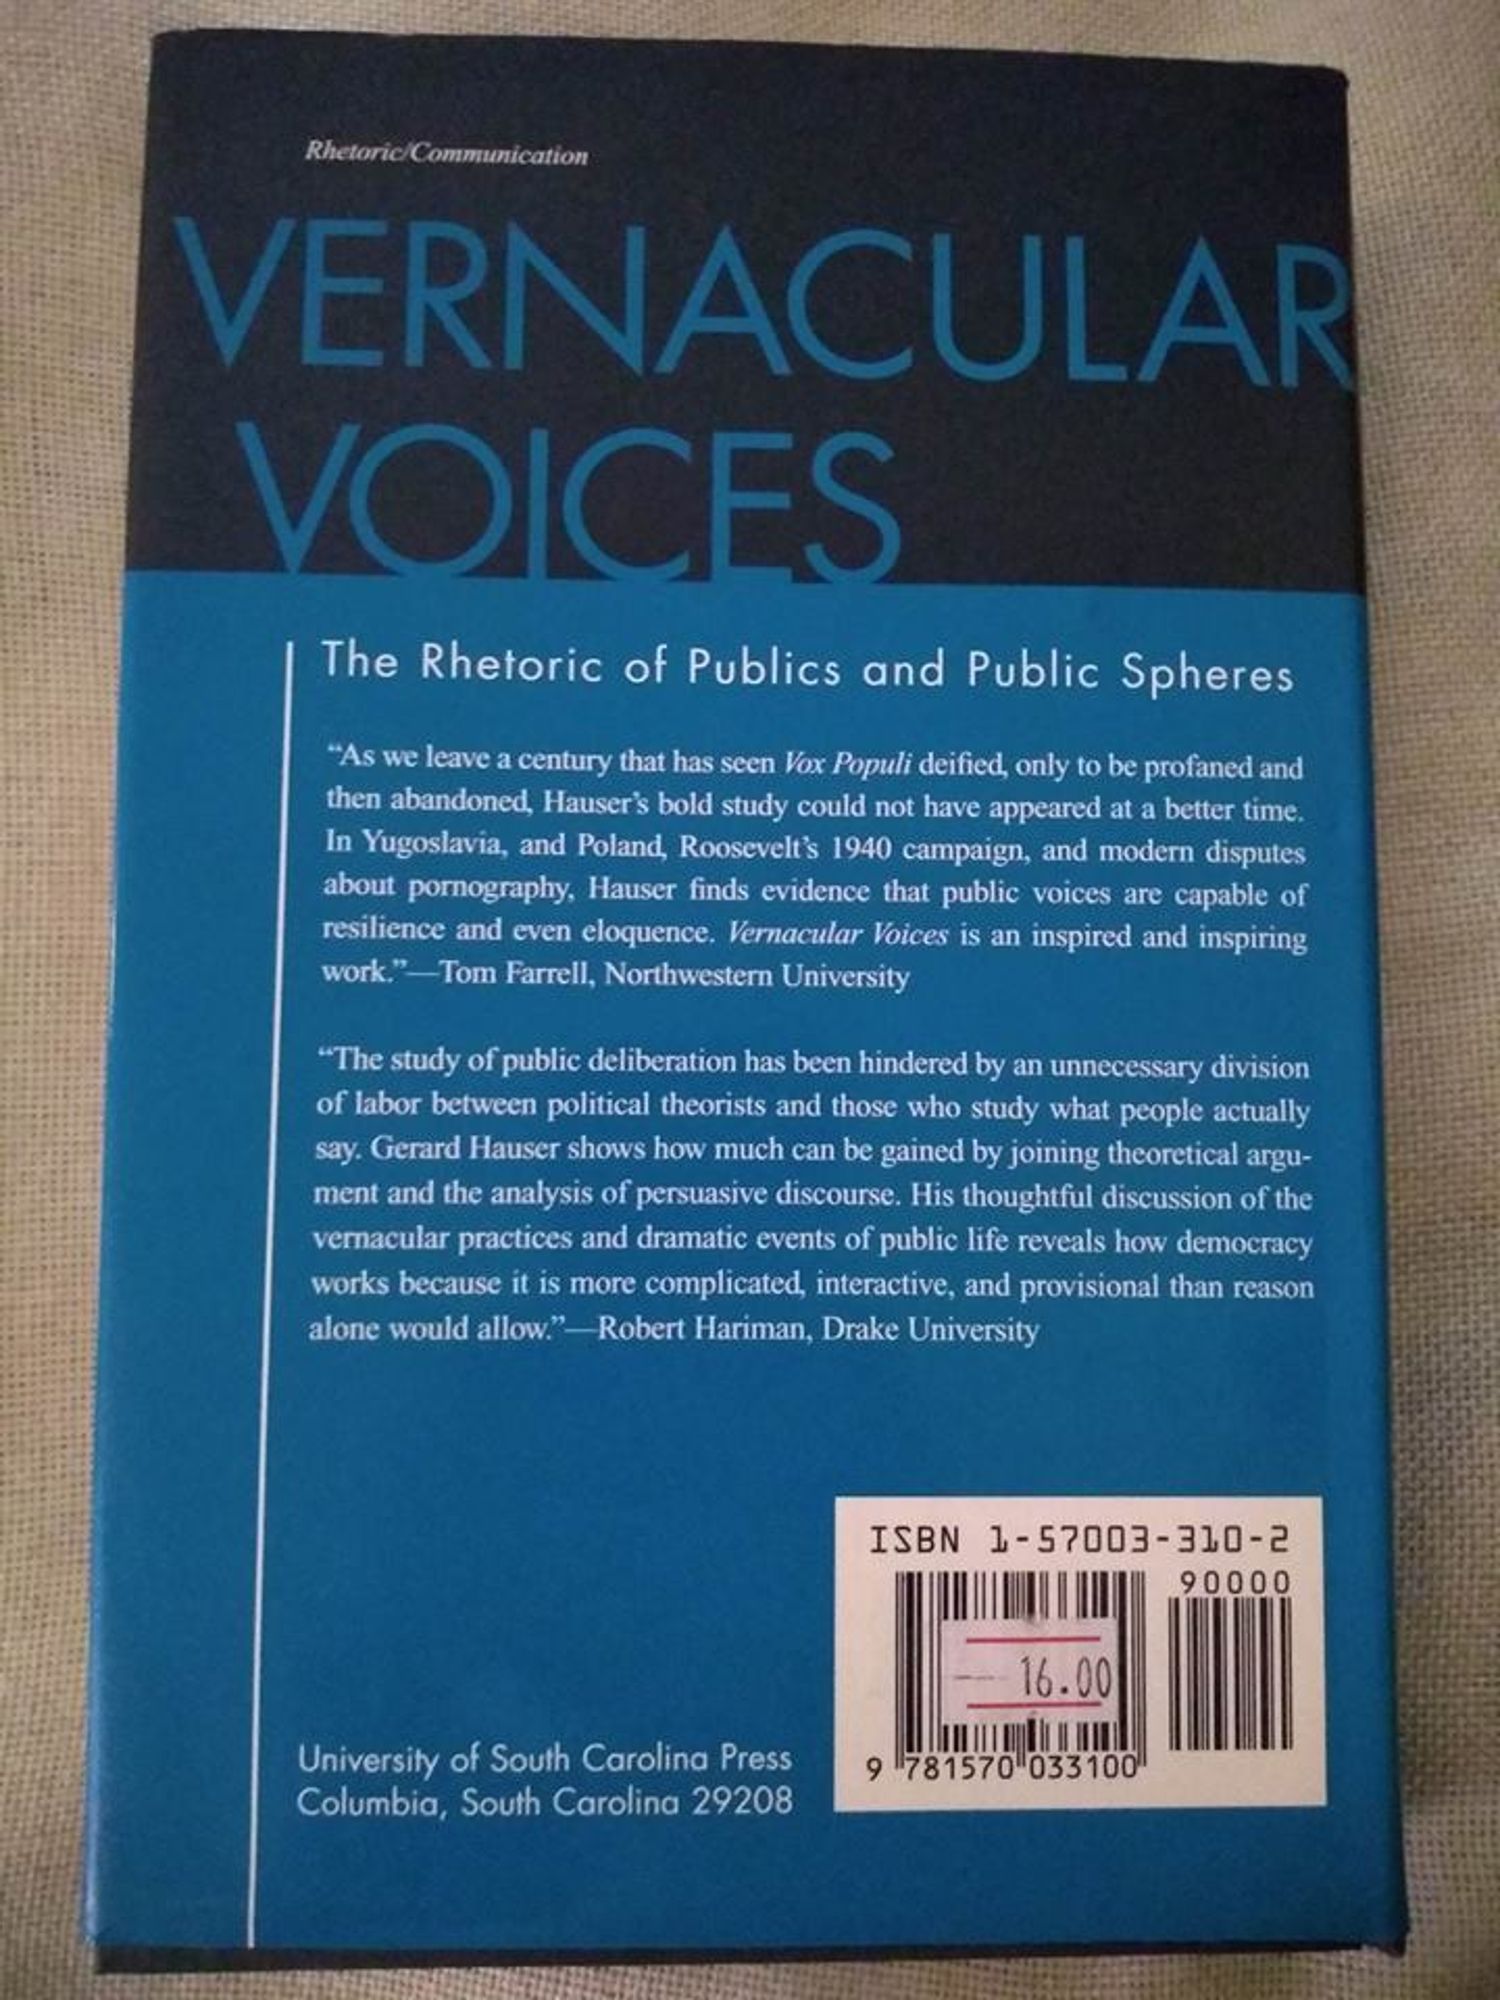 Rhetoric/Communication
VERNACULAR
VOICES
The Rhetoric of Publics and Public Spheres
“As we leave a century that has seen Vox Populi deified, only to be profaned and
then abandoned, Hauser’s bold study could not have appeared at a better time.
In Yugoslavia, and Poland, Roosevelt’s 1940 campaign, and modern disputes
about pornography, Hauser finds evidence that public voices are capable of
resilience and even eloquence. Vernacular Voices is an inspired and inspiring
work.”—Tom Farrell, Northwestern University
“The study of public deliberation has been hindered by an unnecessary division
of labor between political theorists and those who study what people actually
say. Gerard Hauser shows how much can be gained by joining theoretical argu-
ment and the analysis of persuasive discourse. His thoughtful discussion of the
vernacular practices and dramatic events of public life reveals how democracy
works because it is more complicated, interactive, and provisional than reason
alone would allow.”—Robert Hariman, Drake University
ISBN 1-57003-310-2
90000
16.00
9 781570 033100
University of South Carolina Press
Columbia, South Carolina 29208